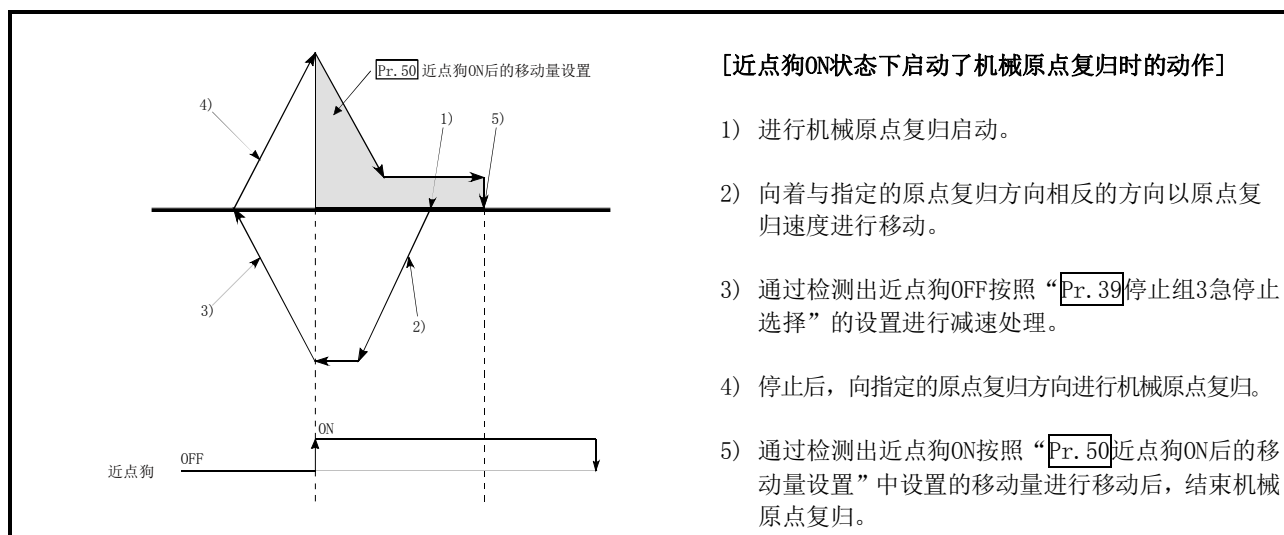 Pr.50 近点狗ON后的移动量设置
4)
1)
5)
3)
2)
ON
OFF
近点狗
[近点狗ON状态下启动了机械原点复归时的动作]
1) 进行机械原点复归启动。
2) 向着与指定的原点复归方向相反的方向以原点复
归速度进行移动。
3) 通过检测出近点狗OFF按照“Pr.39停止组3急停止
选择”的设置进行减速处理。
4) 停止后，向指定的原点复归方向进行机械原点复归。
5) 通过检测出近点狗ON按照“Pr.50近点狗ON后的移
动量设置”中设置的移动量进行移动后，结束机械
原点复归。